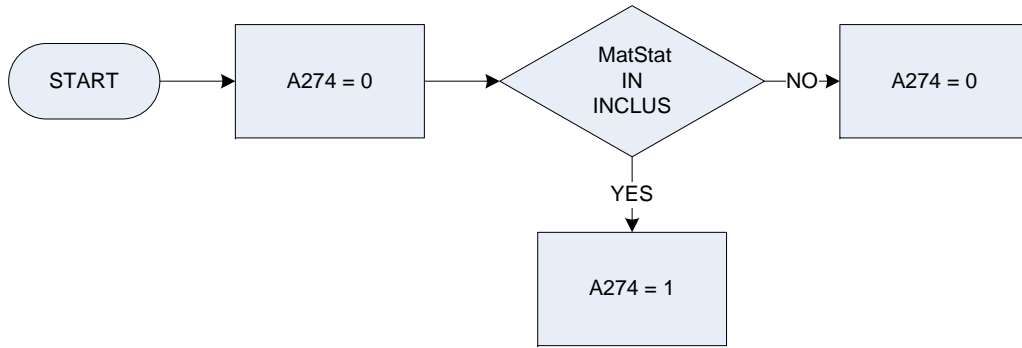 START
A274 = 0
MatStat
IN
INCLUS
NO
A274 = 0
YES
A274 = 1